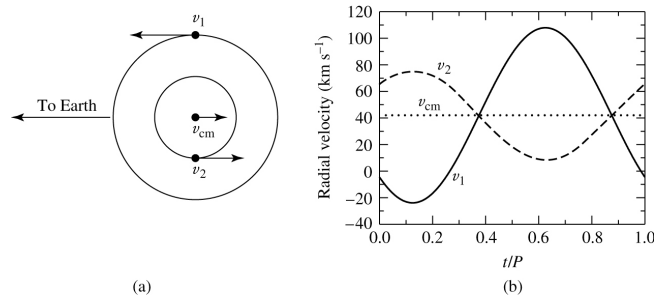 v1
To Earth
vcm
v2
(a)
Radial velocity (km s−1)
120
100
80
60
40
20
0
−20
−40
v2
vcm
v1
0.0 0.2 0.4 0.6 0.8 1.0
t/P
(b)